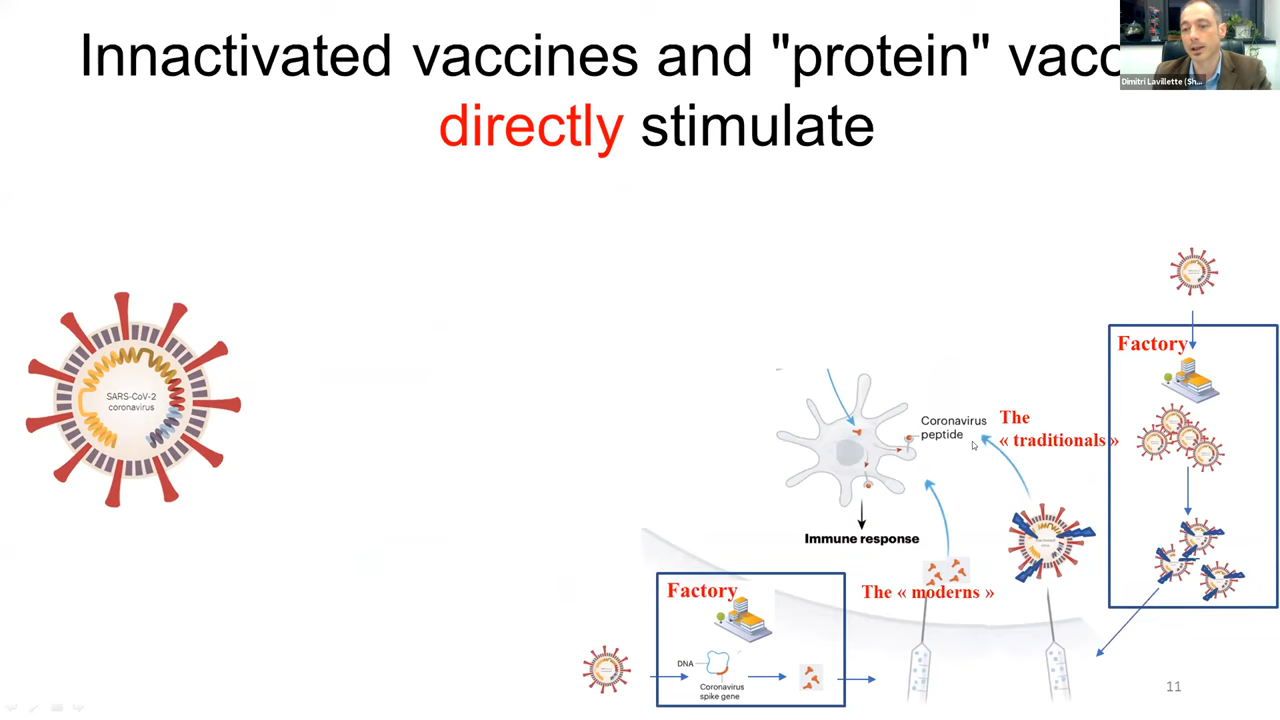 Innactivated vaccines and "protein" vacc
directly stimulate
Dimitri Lavillette (Sh...
SARS-CoV-2
coronavirus
Factory
Coronavirus
peptide
The
« traditionals »
Immune response
The « moderns »
Factory
DNA
Coronavirus
spike gene
11